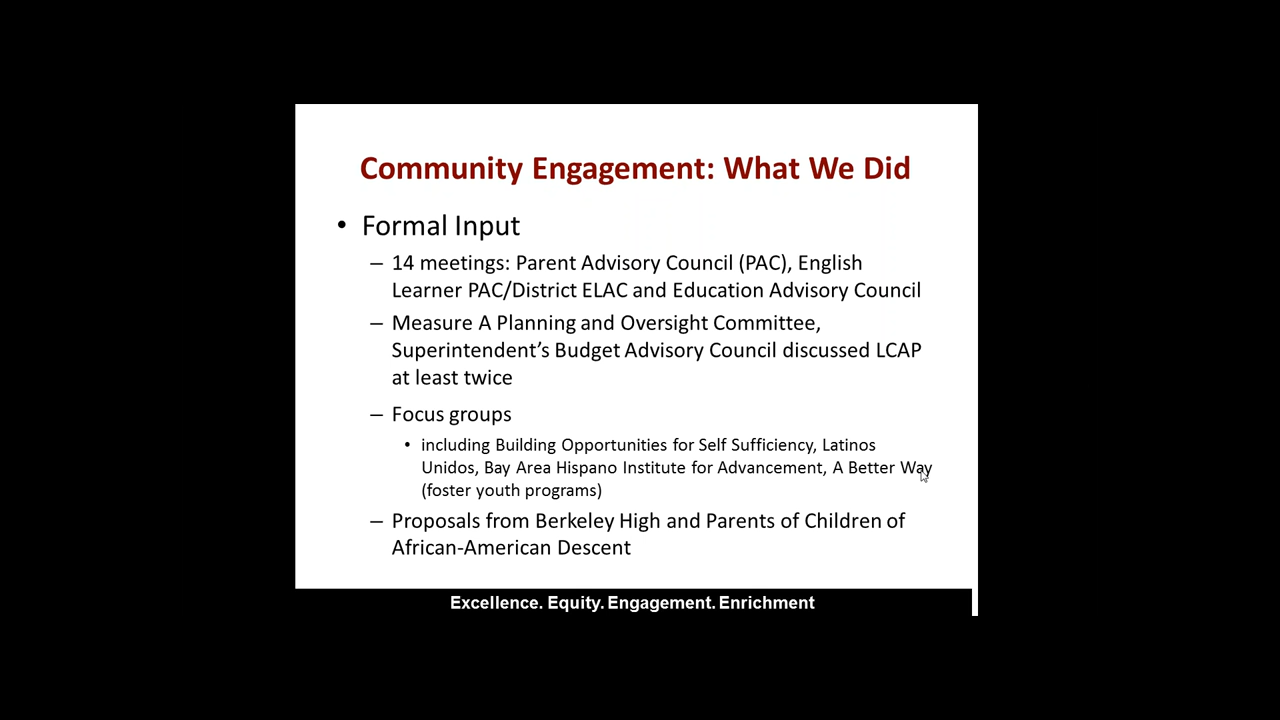 Community Engagement: What We Did
• Formal Input
– 14 meetings: Parent Advisory Council (PAC), English
Learner PAC/District ELAC and Education Advisory Council
– Measure A Planning and Oversight Committee,
Superintendent’s Budget Advisory Council discussed LCAP
at least twice
– Focus groups
• including Building Opportunities for Self Sufficiency, Latinos
Unidos, Bay Area Hispano Institute for Advancement, A Better Way
(foster youth programs)
– Proposals from Berkeley High and Parents of Children of
African-American Descent
Excellence. Equity. Engagement. Enrichment